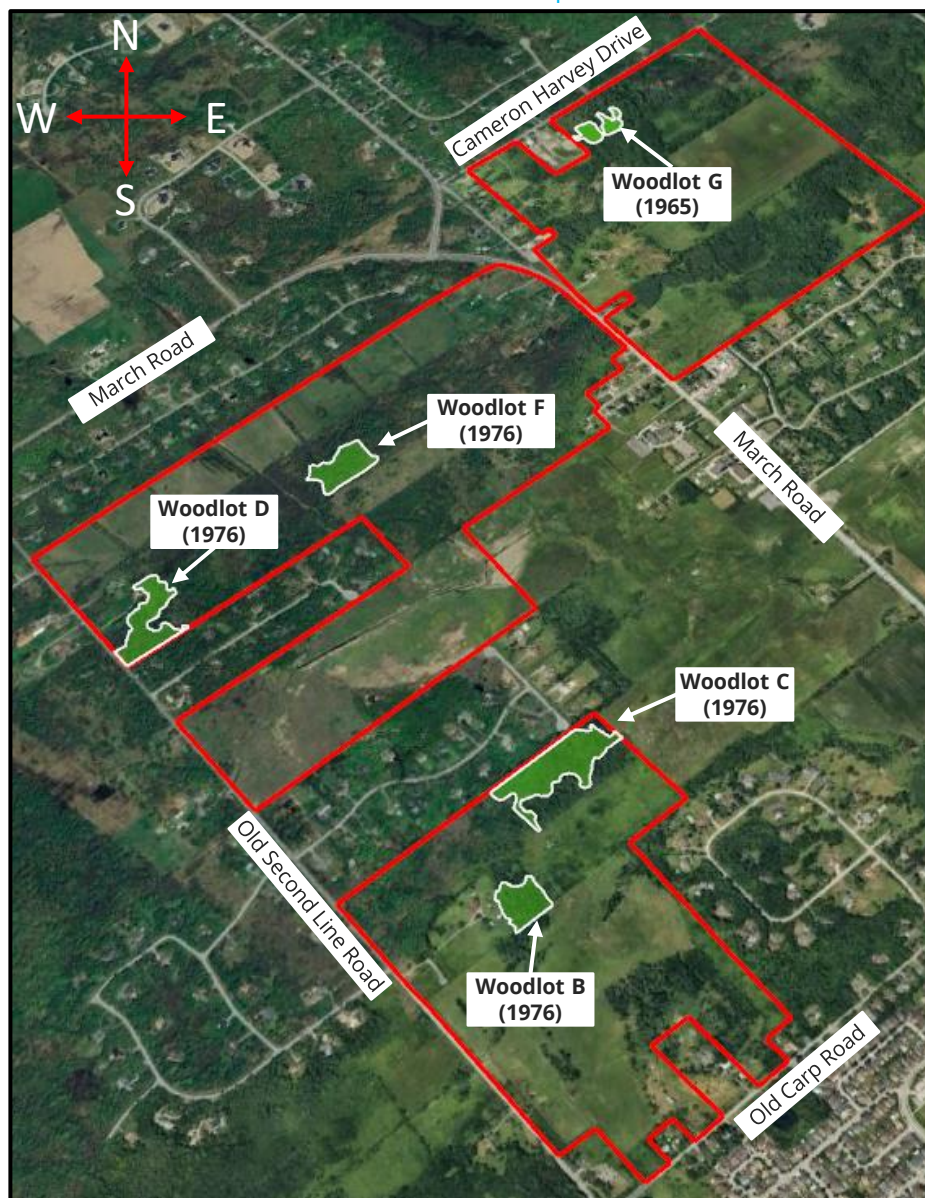 N
W
E
S
Cameron Harvey Drive
Woodlot G
(1965)
March Road
Woodlot F
(1976)
March Road
Woodlot D
(1976)
Woodlot C
(1976)
Old Second Line Road
Woodlot B
(1976)
Old Carp Road